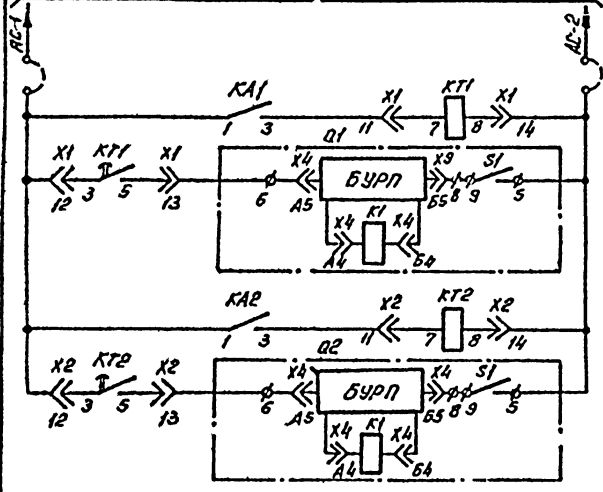 АС-1
АС-2
КА1 Х1 КТ1 Х1
1 3 11 7 8 14
Q1
Х1 КТ1 Х1 Х4 БУРП Х9 S1
12 3 5 13 6 А5 Б5 8 9 5
Х4 К1 Х4
А4 Б4
КА2 Х2 КТ2 Х2
1 3 11 7 8 14
Q2
Х2 КТ2 Х2 Х4 БУРП Х4 S1
12 3 5 13 6 А5 Б5 8 9 5
Х4 К1 Х4
А4 Б4